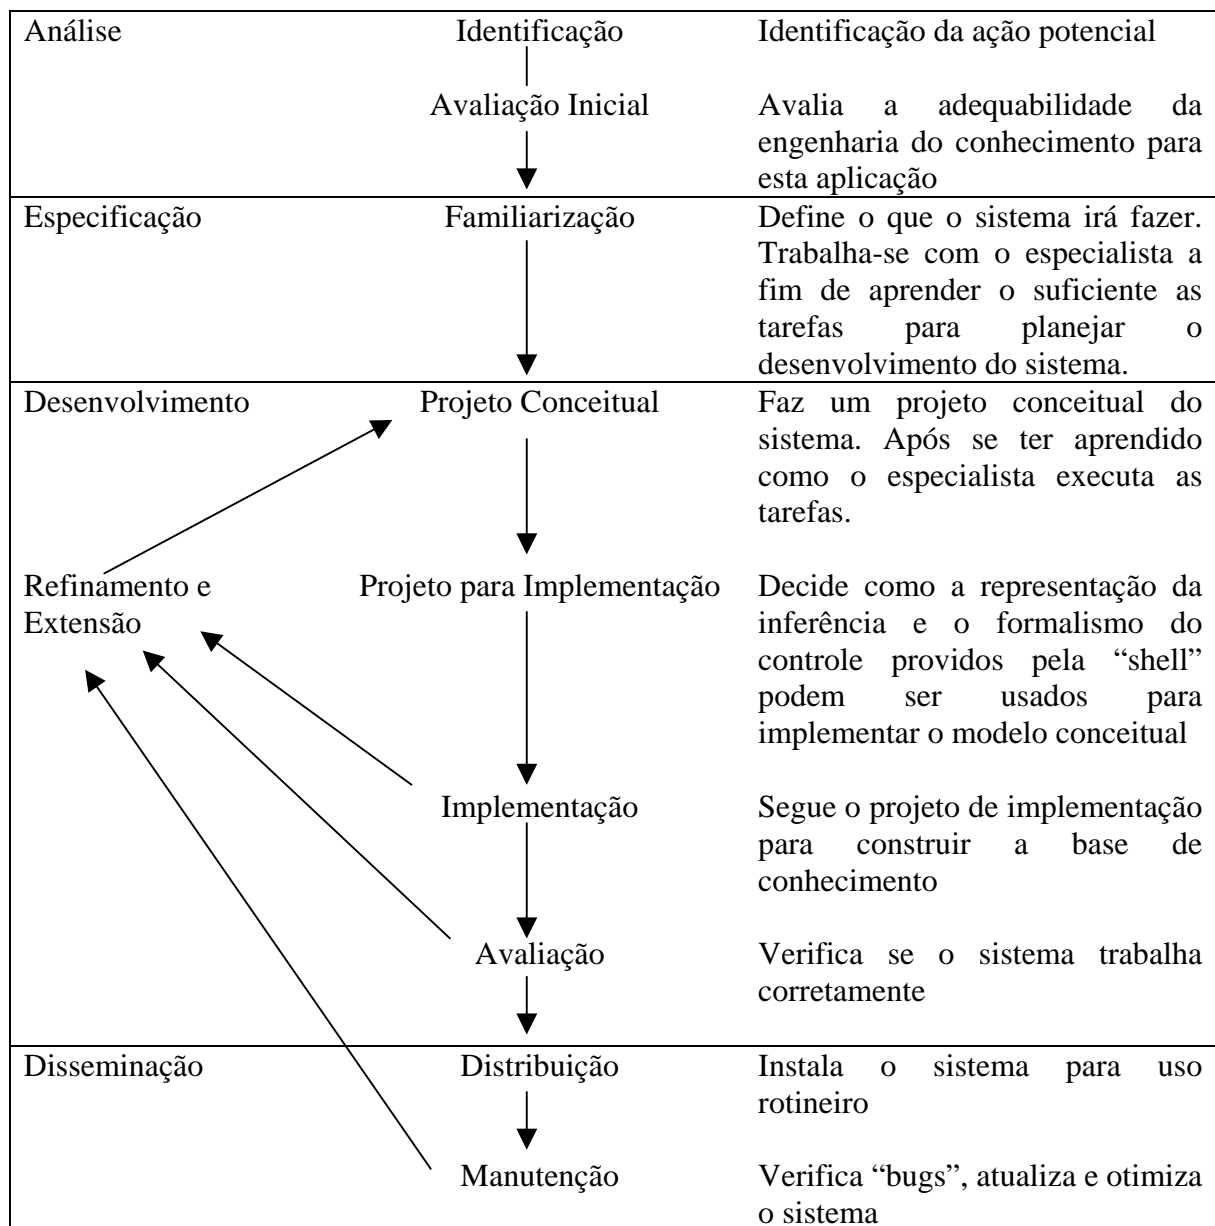 Análise
Identificação
Identificação da ação potencial
Avaliação Inicial
Avalia a adequabilidade da
engenharia do conhecimento para
esta aplicação
Especificação
Familiarização
Define o que o sistema irá fazer.
Trabalha-se com o especialista a
fim de aprender o suficiente as
tarefas para planejar o
desenvolvimento do sistema.
Desenvolvimento
Projeto Conceitual
Faz um projeto conceitual do
sistema. Após se ter aprendido
como o especialista executa as
tarefas.
Refinamento e
Extensão
Projeto para Implementação
Decide como a representação da
inferência e o formalismo do
controle providos pela “shell”
podem ser usados para
implementar o modelo conceitual
Implementação
Segue o projeto de implementação
para construir a base de
conhecimento
Avaliação
Verifica se o sistema trabalha
corretamente
Disseminação
Distribuição
Instala o sistema para uso
rotineiro
Manutenção
Verifica “bugs”, atualiza e otimiza
o sistema